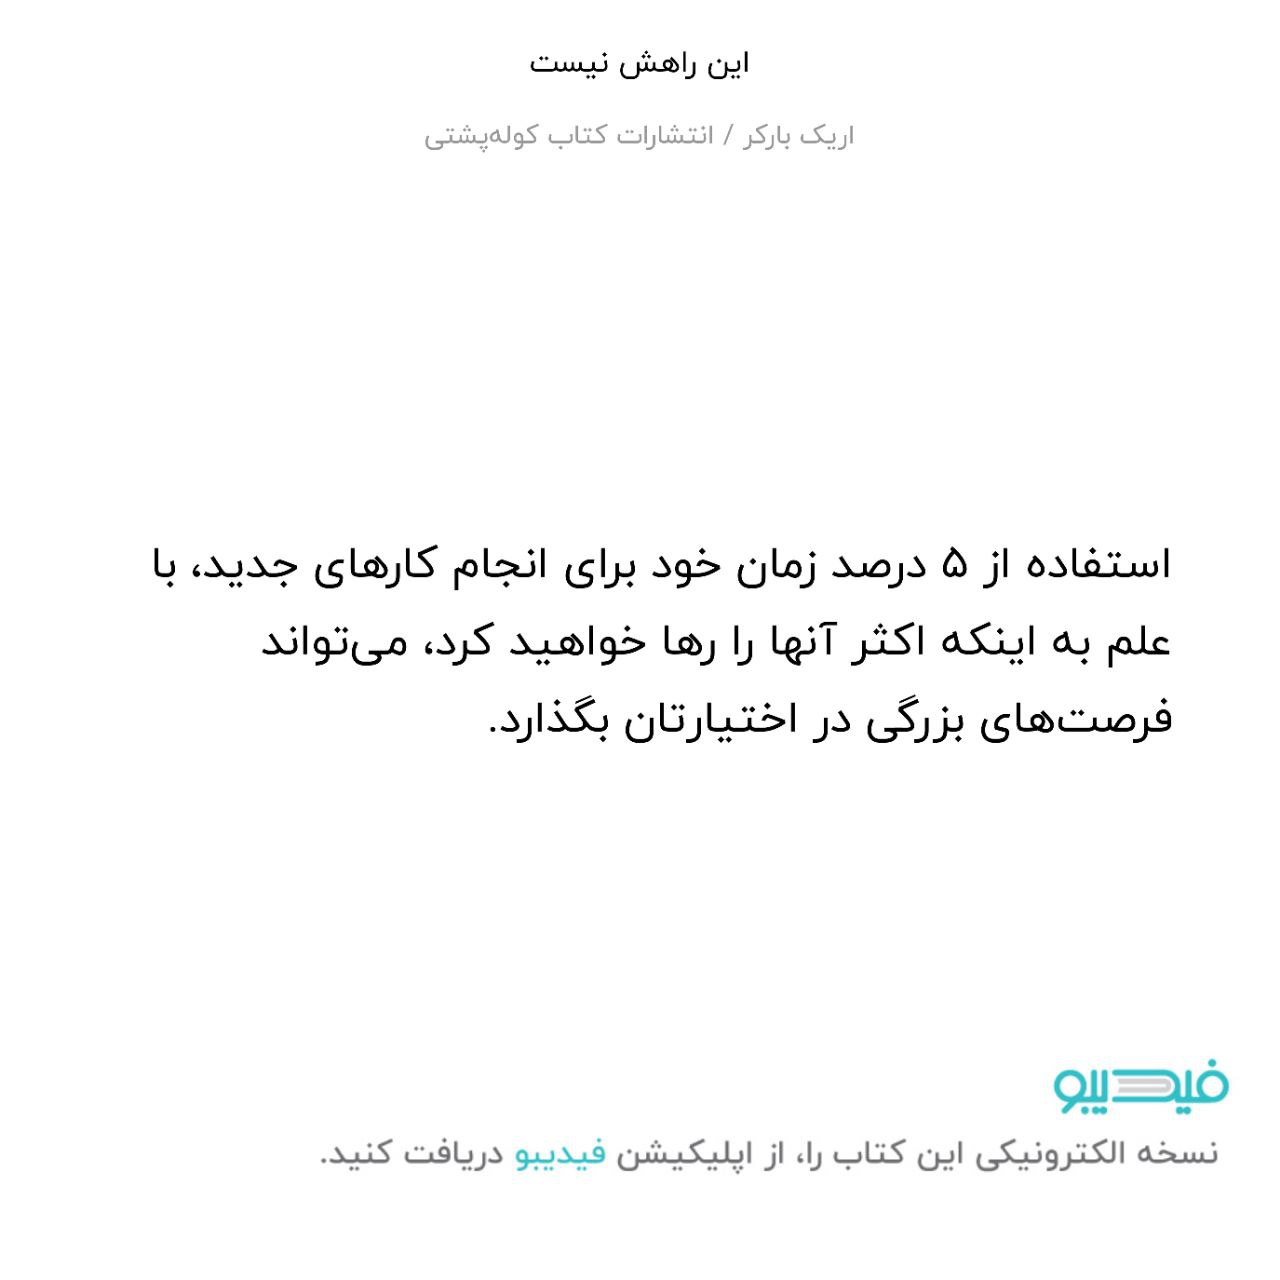 این راهش نیست
اریک بارکر / انتشارات کتاب کوله‌پشتی
استفاده از ۵ درصد زمان خود برای انجام کارهای جدید، با
علم به اینکه اکثر آنها را رها خواهید کرد، می‌تواند
فرصت‌های بزرگی در اختیارتان بگذارد.
فیدیبو
نسخه الکترونیکی این کتاب را، از اپلیکیشن فیدیبو دریافت کنید.